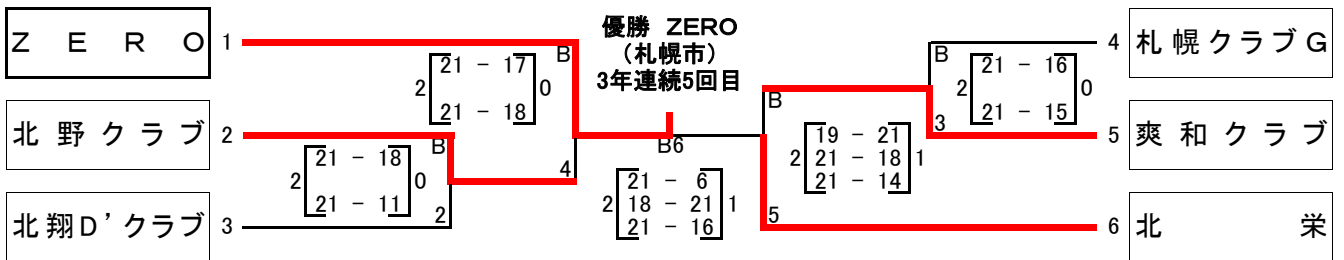 ZERO 1
北野クラブ 2
北翔D'クラブ 3
B
21 - 17
2 0
21 - 18
B
21 - 18
2 0
21 - 11
2
4
優勝 ZERO
(札幌市)
3年連続5回目
B6
21 - 6
2 18 - 21 1
21 - 16
B
19 - 21
2 21 - 18 1
21 - 14
5
B
21 - 16
2 0
21 - 15
3
4 札幌クラブG
5 爽和クラブ
6 北栄